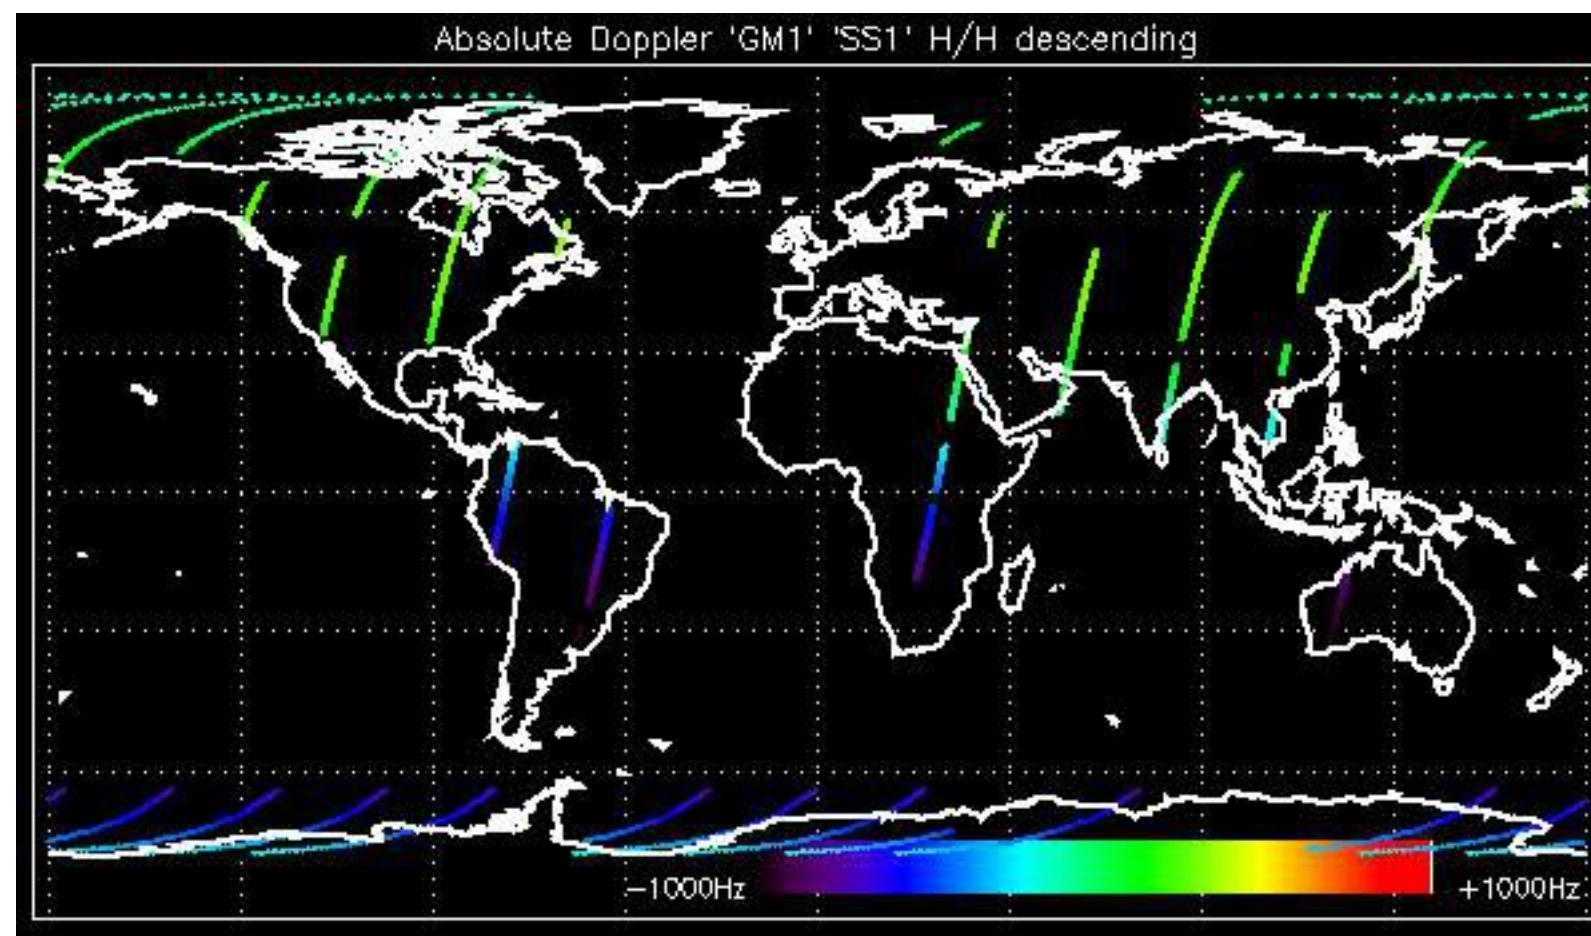 Absolute Doppler 'GM1' 'SS1' H/H descending
−1000Hz +1000Hz